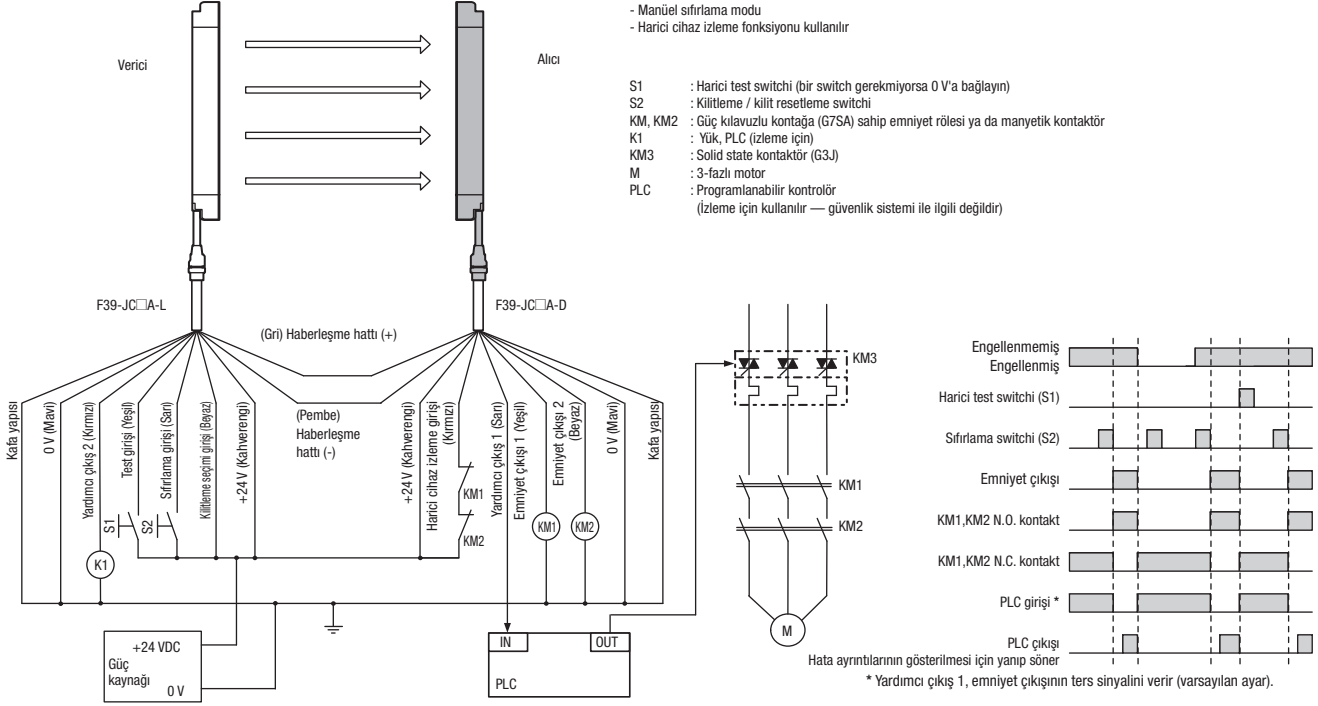 - Manüel sıfırlama modu
- Harici cihaz izleme fonksiyonu kullanılır
Verici
Alıcı
S1 : Harici test switchi (bir switch gerekmiyorsa 0 V'a bağlayın)
S2 : Kilitleme / kilit resetleme switchi
KM, KM2 : Güç kılavuzlu kontağa (G7SA) sahip emniyet rölesi ya da manyetik kontaktör
K1 : Yük, PLC (izleme için)
KM3 : Solid state kontaktör (G3J)
M : 3-fazlı motor
PLC : Programlanabilir kontrolör
(İzleme için kullanılır — güvenlik sistemi ile ilgili değildir)
F39-JC□A-L
F39-JC□A-D
(Gri) Haberleşme hattı (+)
(Pembe)
Haberleşme
hattı (-)
Kafa yapısı
0 V (Mavi)
Yardımcı çıkış 2 (Kırmızı)
Test girişi (Yeşil)
Sıfırlama girişi (Sarı)
Kilitleme seçimi girişi (Beyaz)
+24 V (Kahverengi)
+24 V (Kahverengi)
Harici cihaz izleme girişi
(Kırmızı)
Yardımcı çıkış 1 (Sarı)
Emniyet çıkışı 1 (Yeşil)
Emniyet çıkışı 2
(Beyaz)
0 V (Mavi)
Kafa yapısı
S1
S2
K1
KM1
KM2
KM1
KM2
+24 VDC
Güç
kaynağı
0 V
IN
OUT
PLC
KM3
KM1
KM2
M
Engellenmemiş
Engellenmiş
Harici test switchi (S1)
Sıfırlama switchi (S2)
Emniyet çıkışı
KM1,KM2 N.O. kontakt
KM1,KM2 N.C. kontakt
PLC girişi *
PLC çıkışı
Hata ayrıntılarının gösterilmesi için yanıp söner
* Yardımcı çıkış 1, emniyet çıkışının ters sinyalini verir (varsayılan ayar).